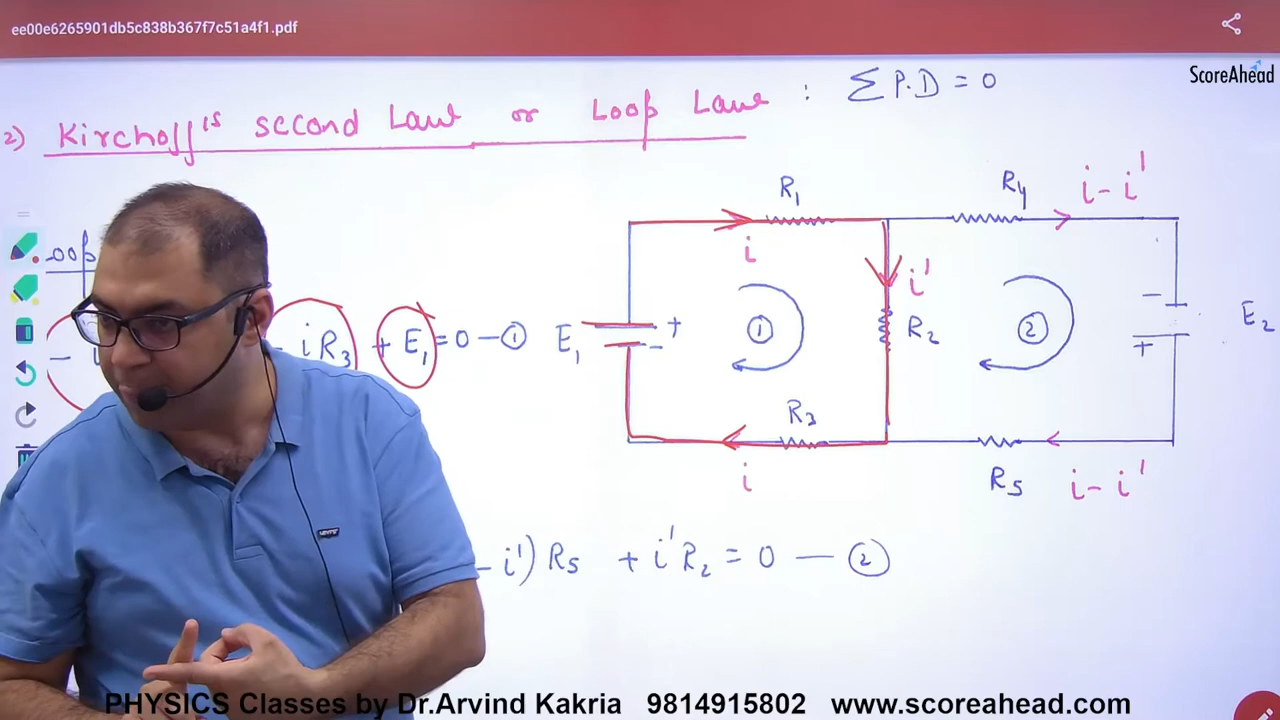 ee00e6265901db5c838b367f7c51a4f1.pdf
ScoreAhead
2) Kirchoff's second Law or Loop Law : ∑ P.D = 0
R1
R4
i - i'
i
i'
- iR3 + E1 = 0 — ①
E1
+
-
①
R2
②
-
+
E2
R3
i
R5
i - i'
- i') R5 + i'R2 = 0 — ②
PHYSICS Classes by Dr.Arvind Kakria 9814915802 www.scoreahead.com